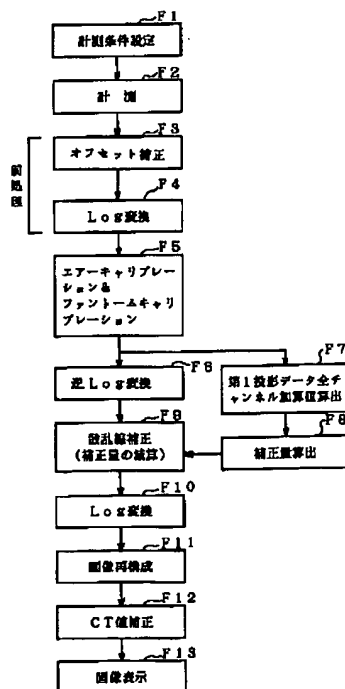 F1
計測条件設定
F2
計測
F3
オフセット補正
前処理
F4
Log変換
F5
エアーキャリブレー
ション&
ファントームキャリ
ブレーション
F6
逆Log変換
F7
第1投影データ全チ
ャンネル加算値算出
F8
補正量算出
F9
散乱線補正
(補正量の減算)
F10
Log変換
F11
画像再構成
F12
CT値補正
F13
画像表示